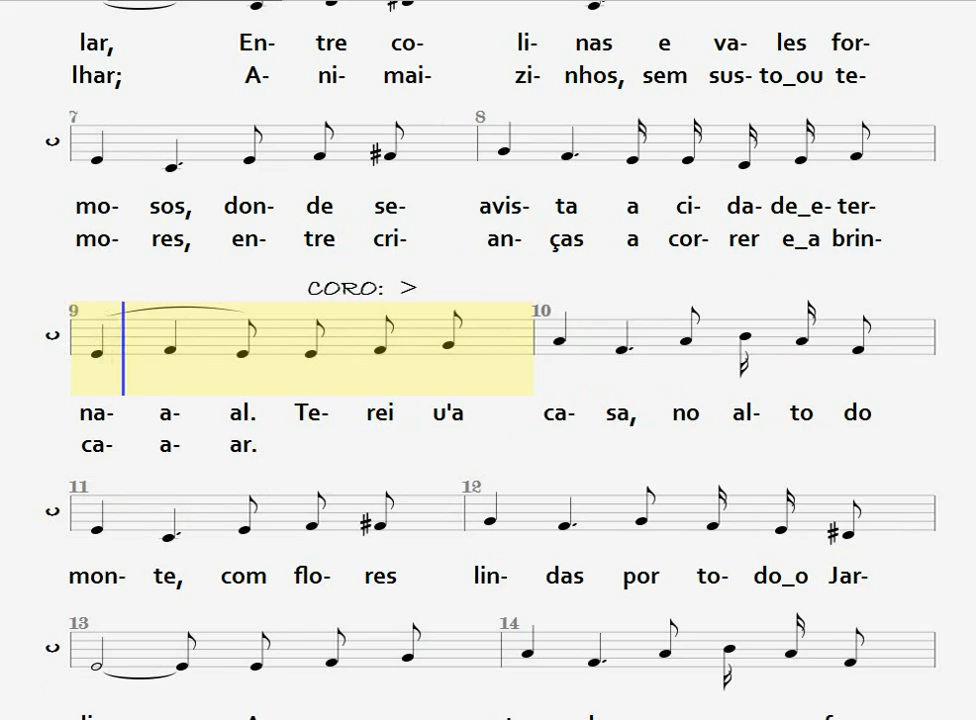 lar, En- tre co- li- nas e va- les for-
lhar; A- ni- mai- zi- nhos, sem sus- to_ou te-
7 8
mo- sos, don- de se- avis- ta a ci- da- de_e- ter-
mo- res, en- tre cri- an- ças a cor- rer e_a brin-
CORO: >
9 10
na- a- al. Te- rei u'a ca- sa, no al- to do
ca- a- ar.
11 12
mon- te, com flo- res lin- das por to- do_o Jar-
13 14